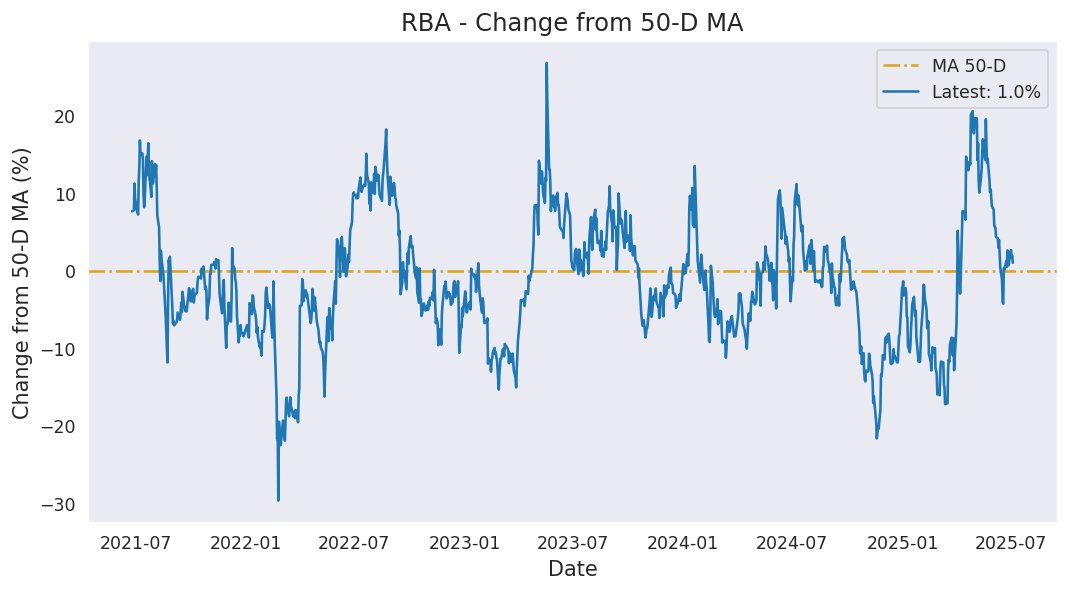 RBA - Change from 50-D MA
MA 50-D
Latest: 1.0%
Change from 50-D MA (%)
20
10
0
−10
−20
−30
2021-07 2022-01 2022-07 2023-01 2023-07 2024-01 2024-07 2025-01 2025-07
Date